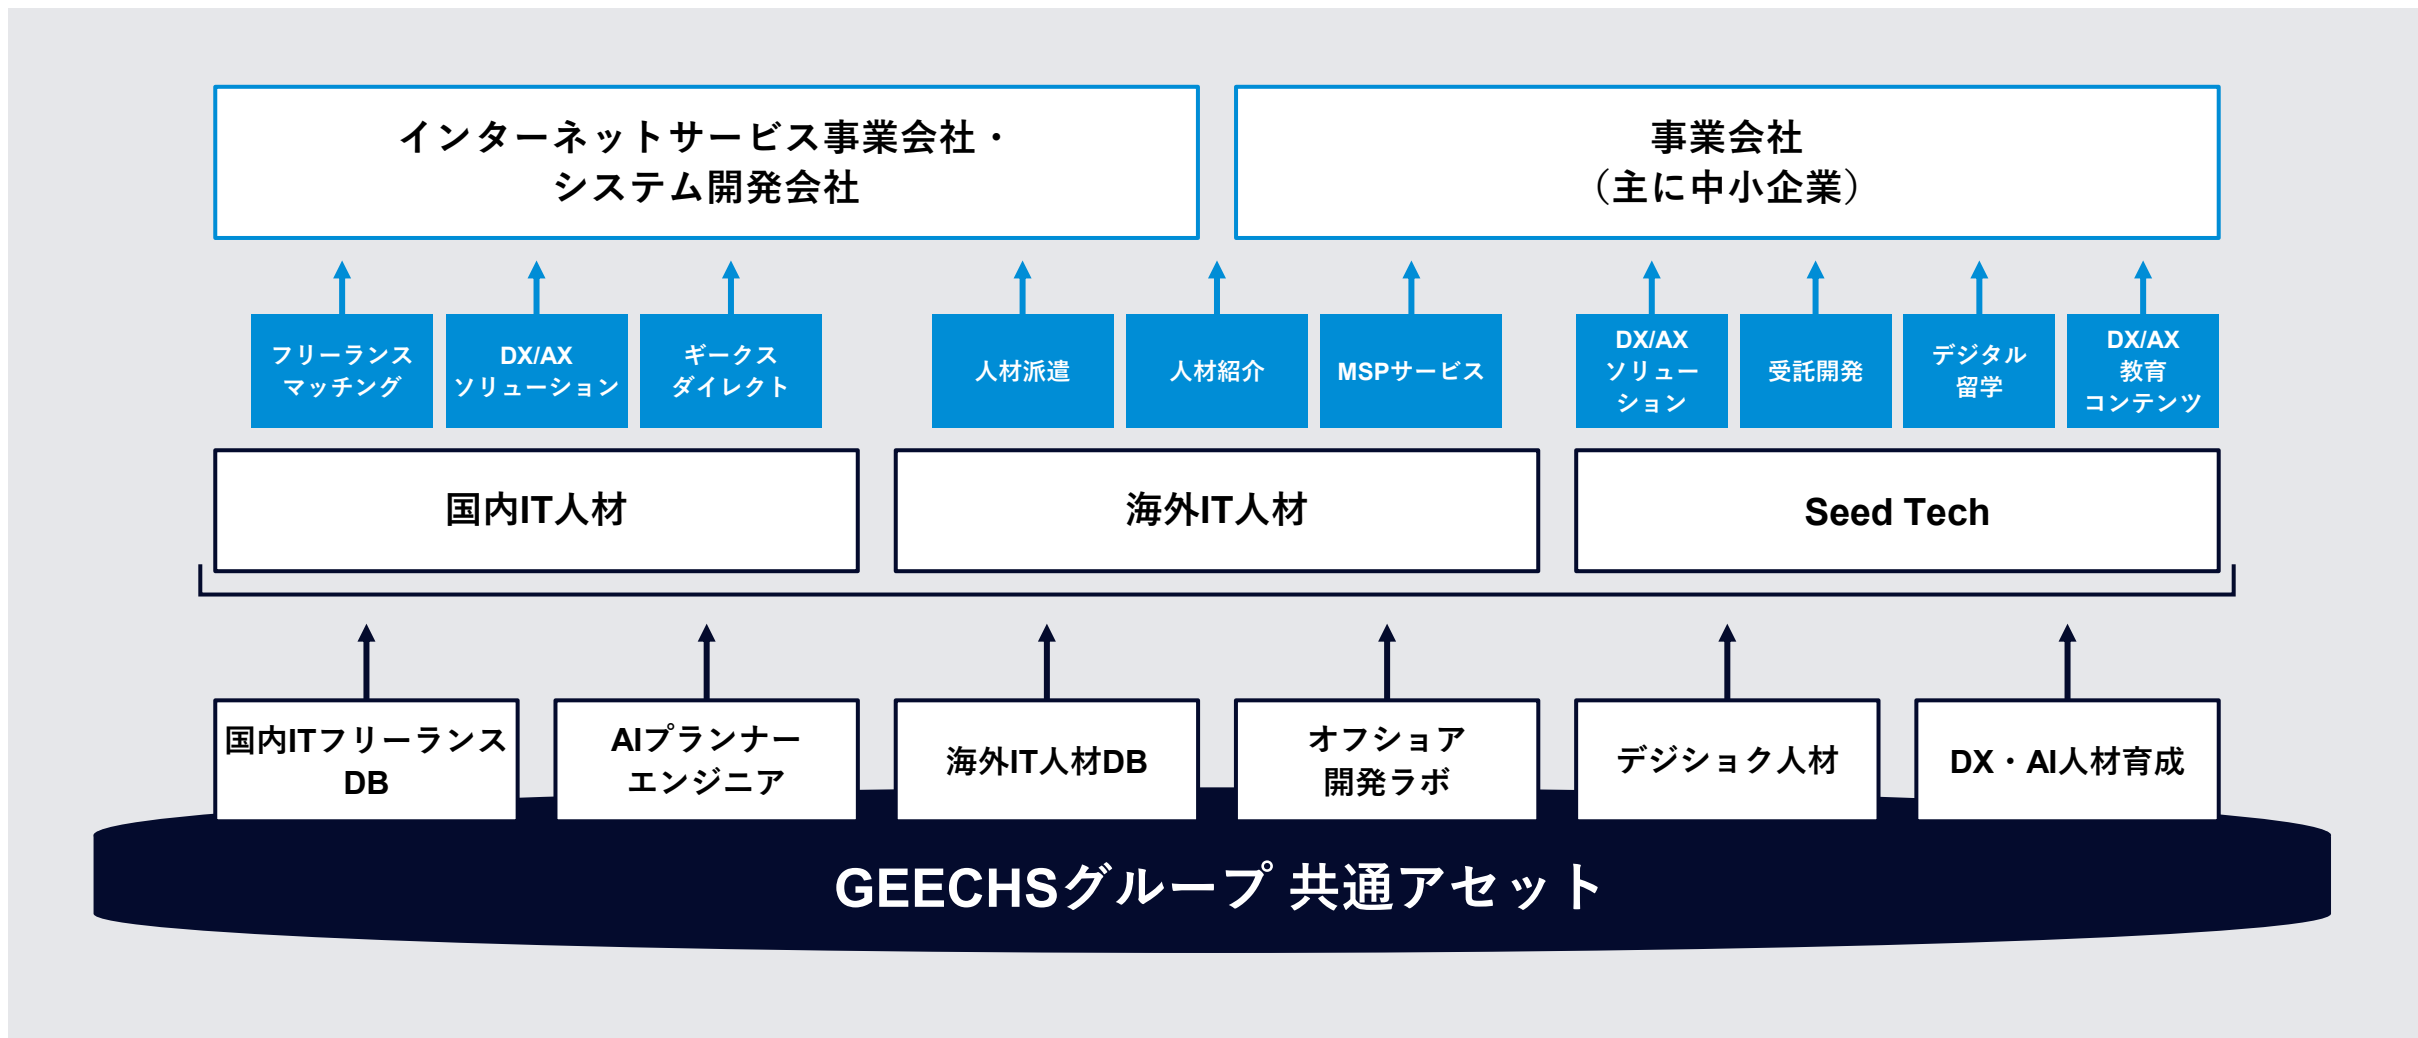 インターネットサービス事業会社・
システム開発会社
事業会社
（主に中小企業）
フリーランス
マッチング
DX/AX
ソリューション
ギークス
ダイレクト
人材派遣
人材紹介
MSPサービス
DX/AX
ソリュー
ション
受託開発
デジタル
留学
DX/AX
教育
コンテンツ
国内IT人材
海外IT人材
Seed Tech
国内ITフリーランス
DB
AIプランナー
エンジニア
海外IT人材DB
オフショア
開発ラボ
デジショク人材
DX・AI人材育成
GEECHSグループ 共通アセット